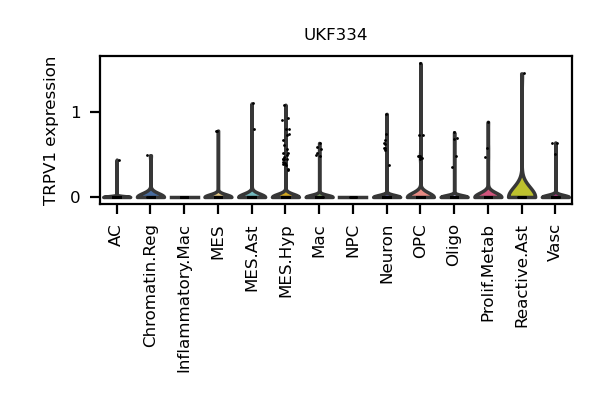 UKF334
TRPV1 expression
1
0
AC
Chromatin.Reg
Inflammatory.Mac
MES
MES.Ast
MES.Hyp
Mac
NPC
Neuron
OPC
Oligo
Prolif.Metab
Reactive.Ast
Vasc